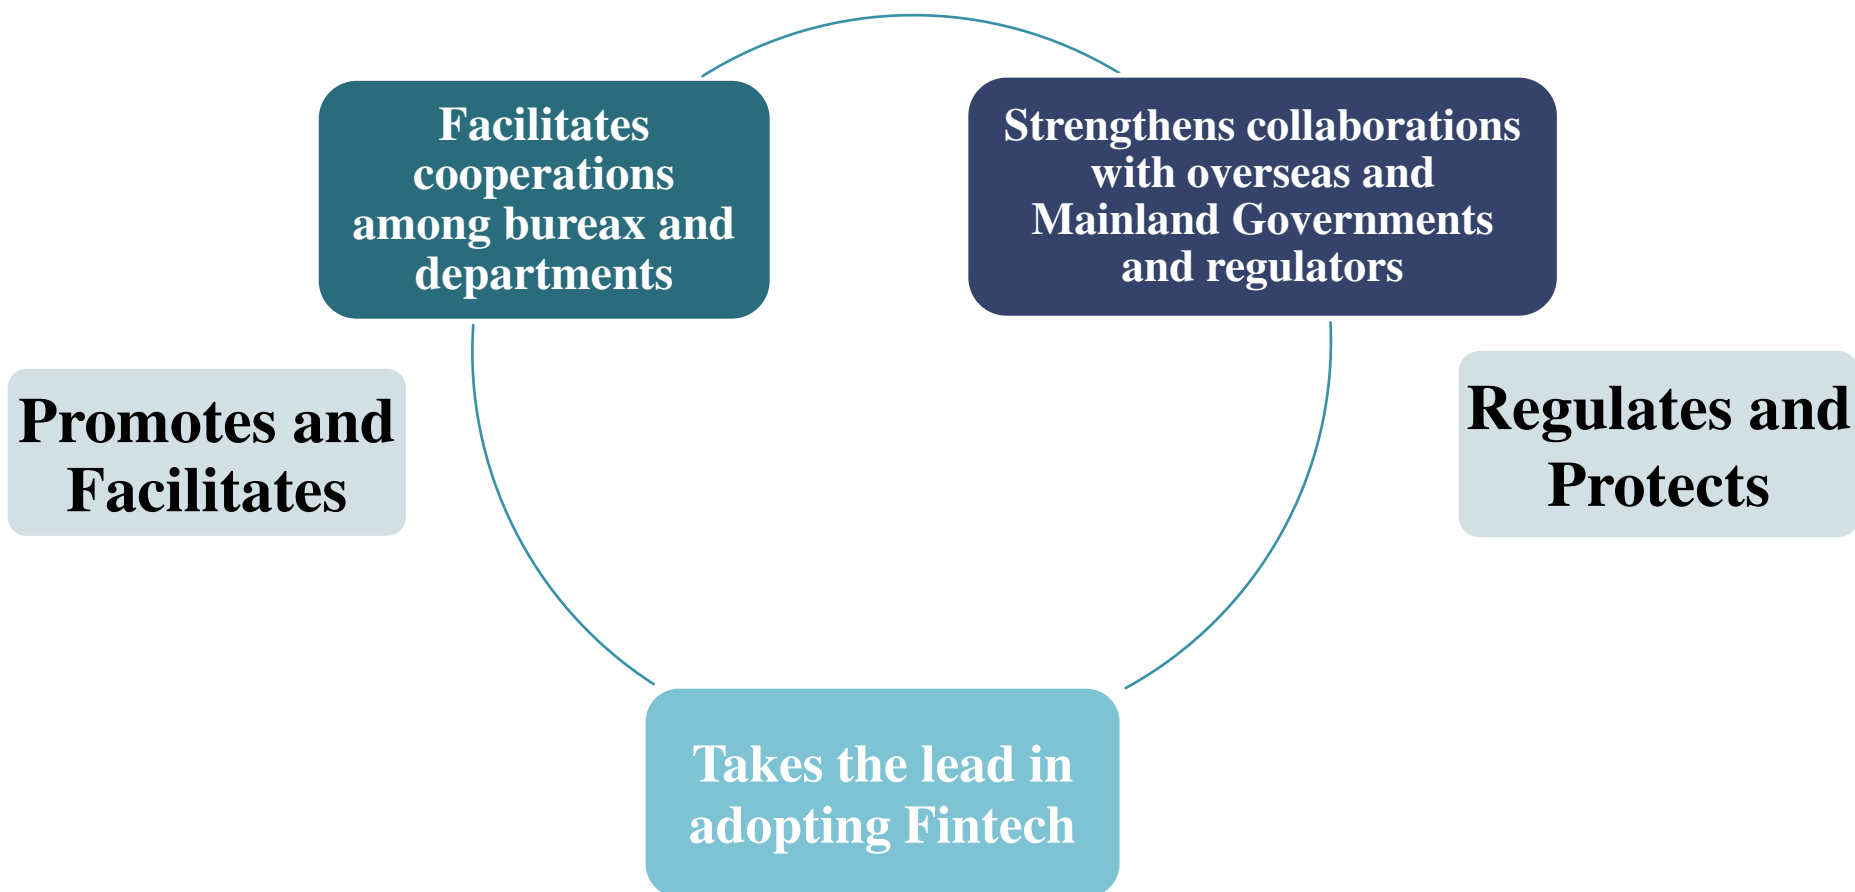 Facilitates
cooperations
among bureax and
departments
Strengthens collaborations
with overseas and
Mainland Governments
and regulators
Promotes and
Facilitates
Regulates and
Protects
Takes the lead in
adopting Fintech